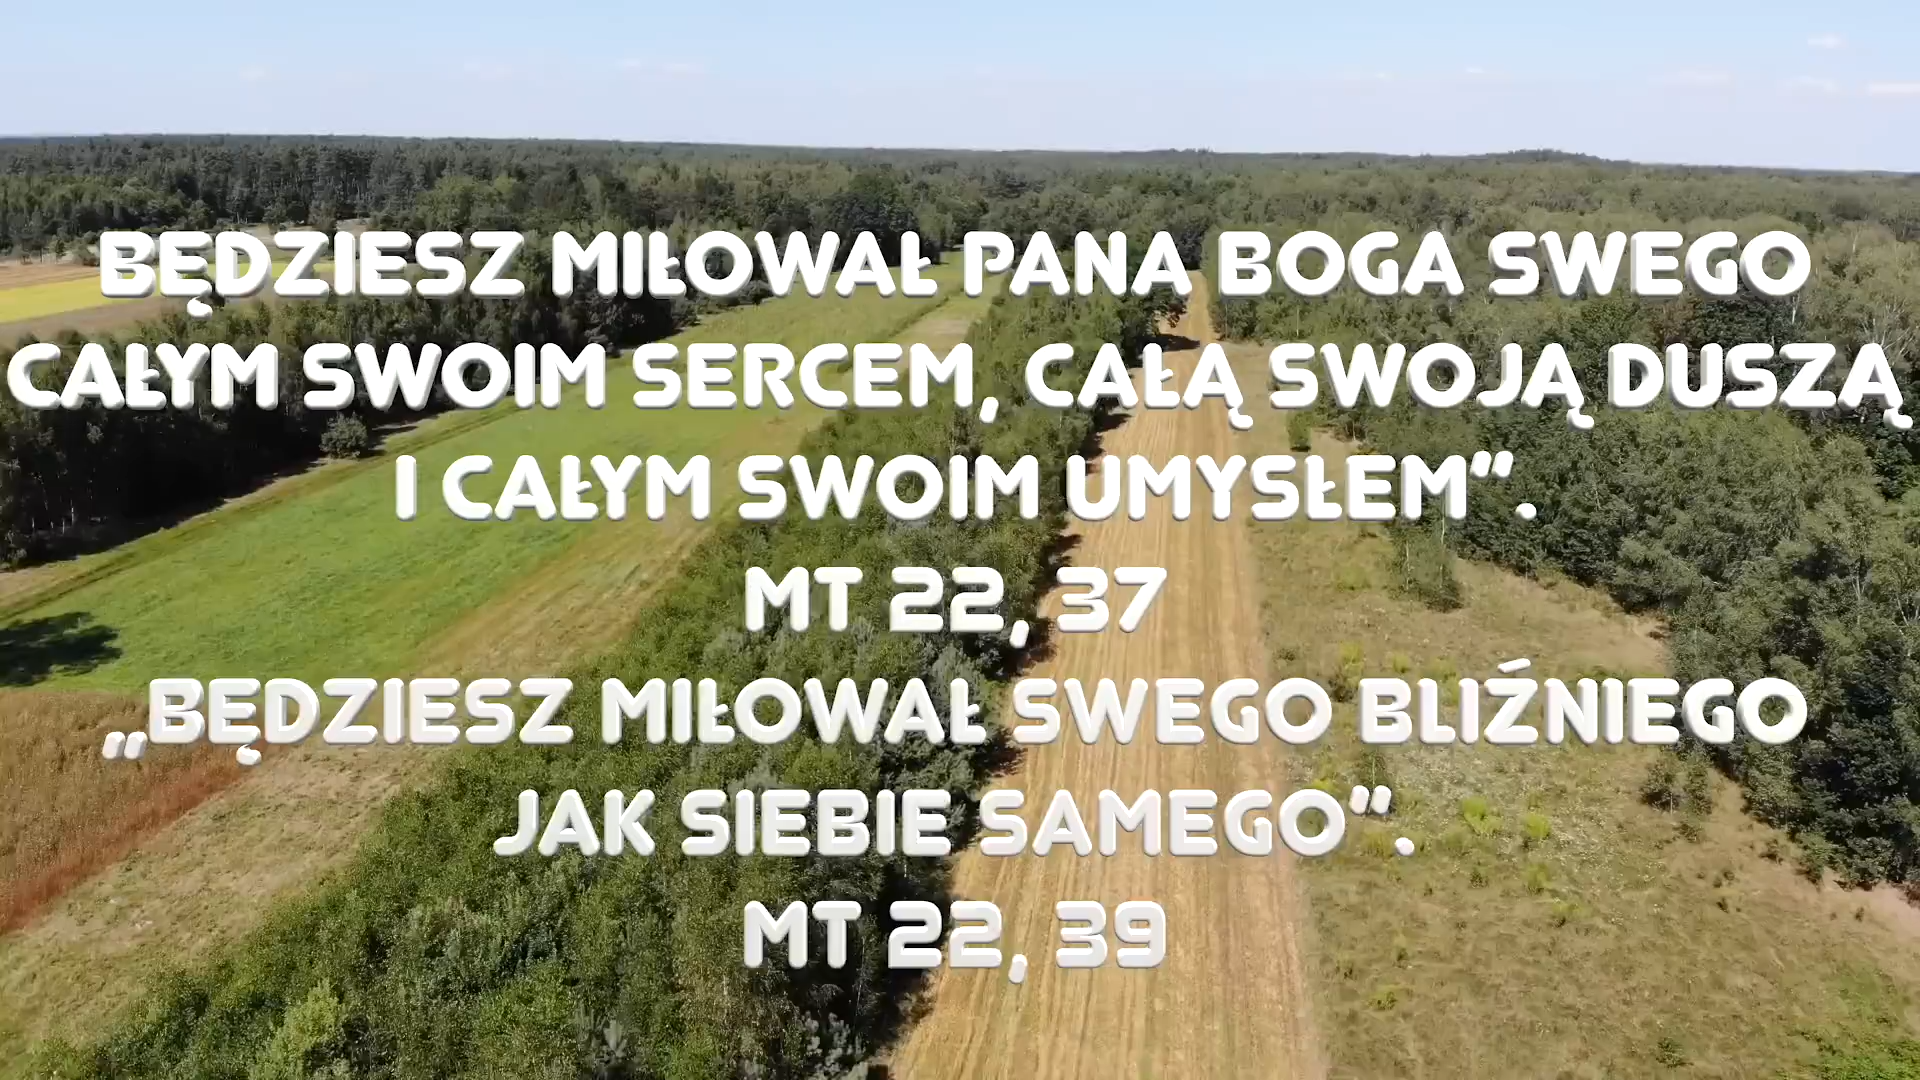 BĘDZIESZ MIŁOWAŁ PANA BOGA SWEGO
CAŁYM SWOIM SERCEM, CAŁĄ SWOJĄ DUSZĄ
I CAŁYM SWOIM UMYSŁEM”.
MT 22, 37
„BĘDZIESZ MIŁOWAŁ SWEGO BLIŹNIEGO
JAK SIEBIE SAMEGO”.
MT 22, 39